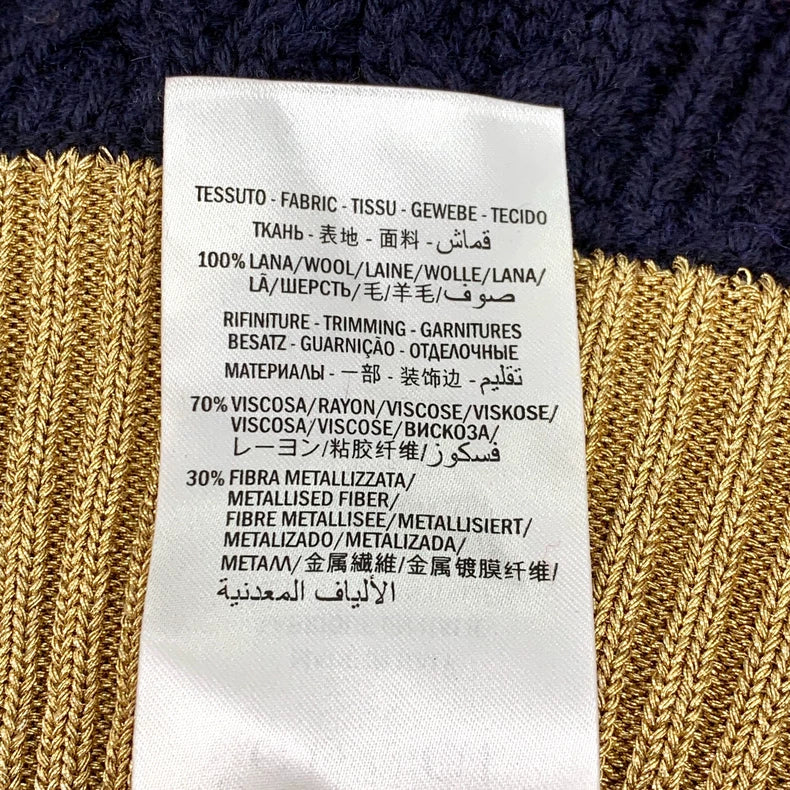 TESSUTO - FABRIC - TISSU - GEWEBE - TECIDO
ТКАНЬ - 表地 - 面料 - قماش
100% LANA/WOOL/LAINE/WOLLE/LANA/
LÃ/ШЕРСТЬ/毛/羊毛/صوف
RIFINITURE - TRIMMING - GARNITURES
BESATZ - GUARNIÇAO - ОТДЕЛОЧНЫЕ
МАТЕРИАЛЫ - 一部 - 装饰边 - تقليم
70% VISCOSA/RAYON/VISCOSE/VISKOSE/
VISCOSA/VISCOSE/ВИСКОЗА/
レーヨン/粘胶纤维/فسكوز
30% FIBRA METALLIZZATA/
METALLISED FIBER/
FIBRE METALLISEE/METALLISIERT/
METALIZADO/METALIZADA/
МЕТАЛЛ/金属繊維/金属镀膜纤维/
الألياف المعدنية